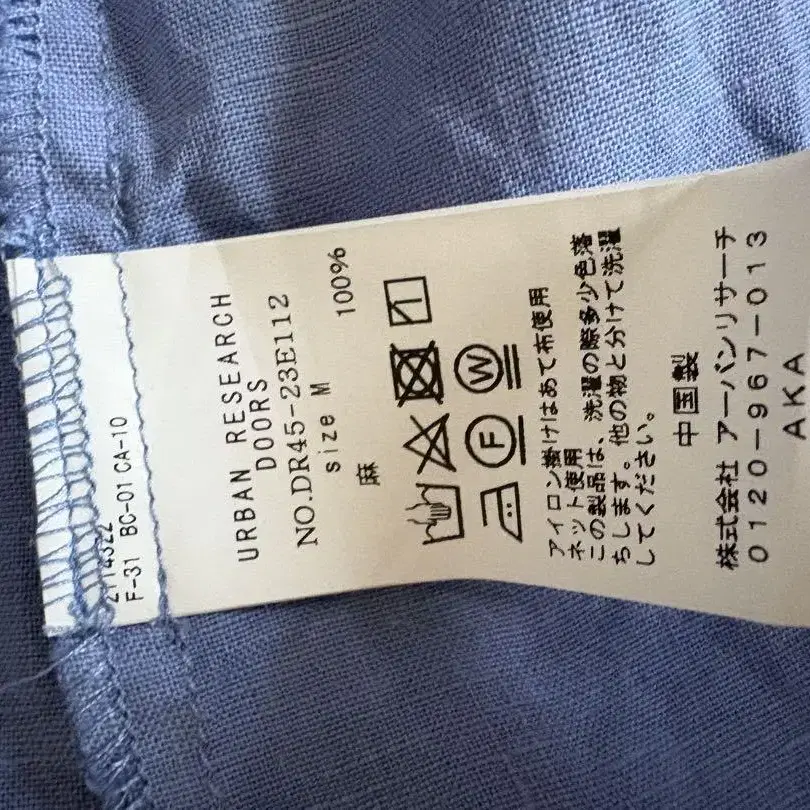 F-31 BC-01 CA-10
URBAN RESEARCH
DOORS
NO.DR45-23E112
size M
麻 100%
F W
アイロン掛けはあて布使用
ネット使用
この製品は、洗濯の際多少色落
ちします。他の物と分けて洗濯
してください。
中国製
株式会社 アーバンリサーチ
0120-967-013
AKA